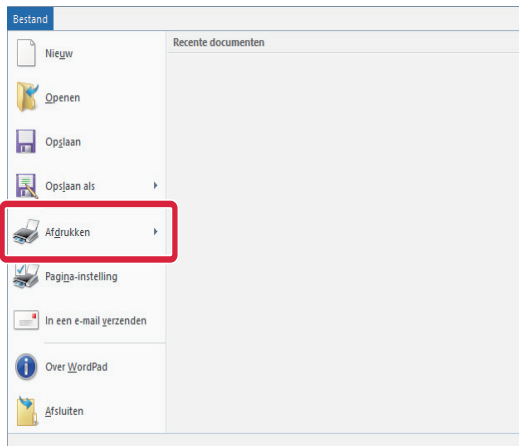 Bestand
Recente documenten
Nieuw
Openen
Opslaan
Opslaan als
Afdrukken
Pagina-instelling
In een e-mail verzenden
Over WordPad
Afsluiten